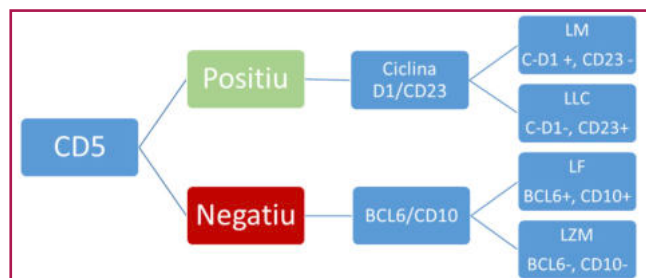 CD5
Positiu
Ciclina
D1/CD23
LM
C-D1 +, CD23 -
LLC
C-D1-, CD23+
Negatiu
BCL6/CD10
LF
BCL6+, CD10+
LZM
BCL6-, CD10-